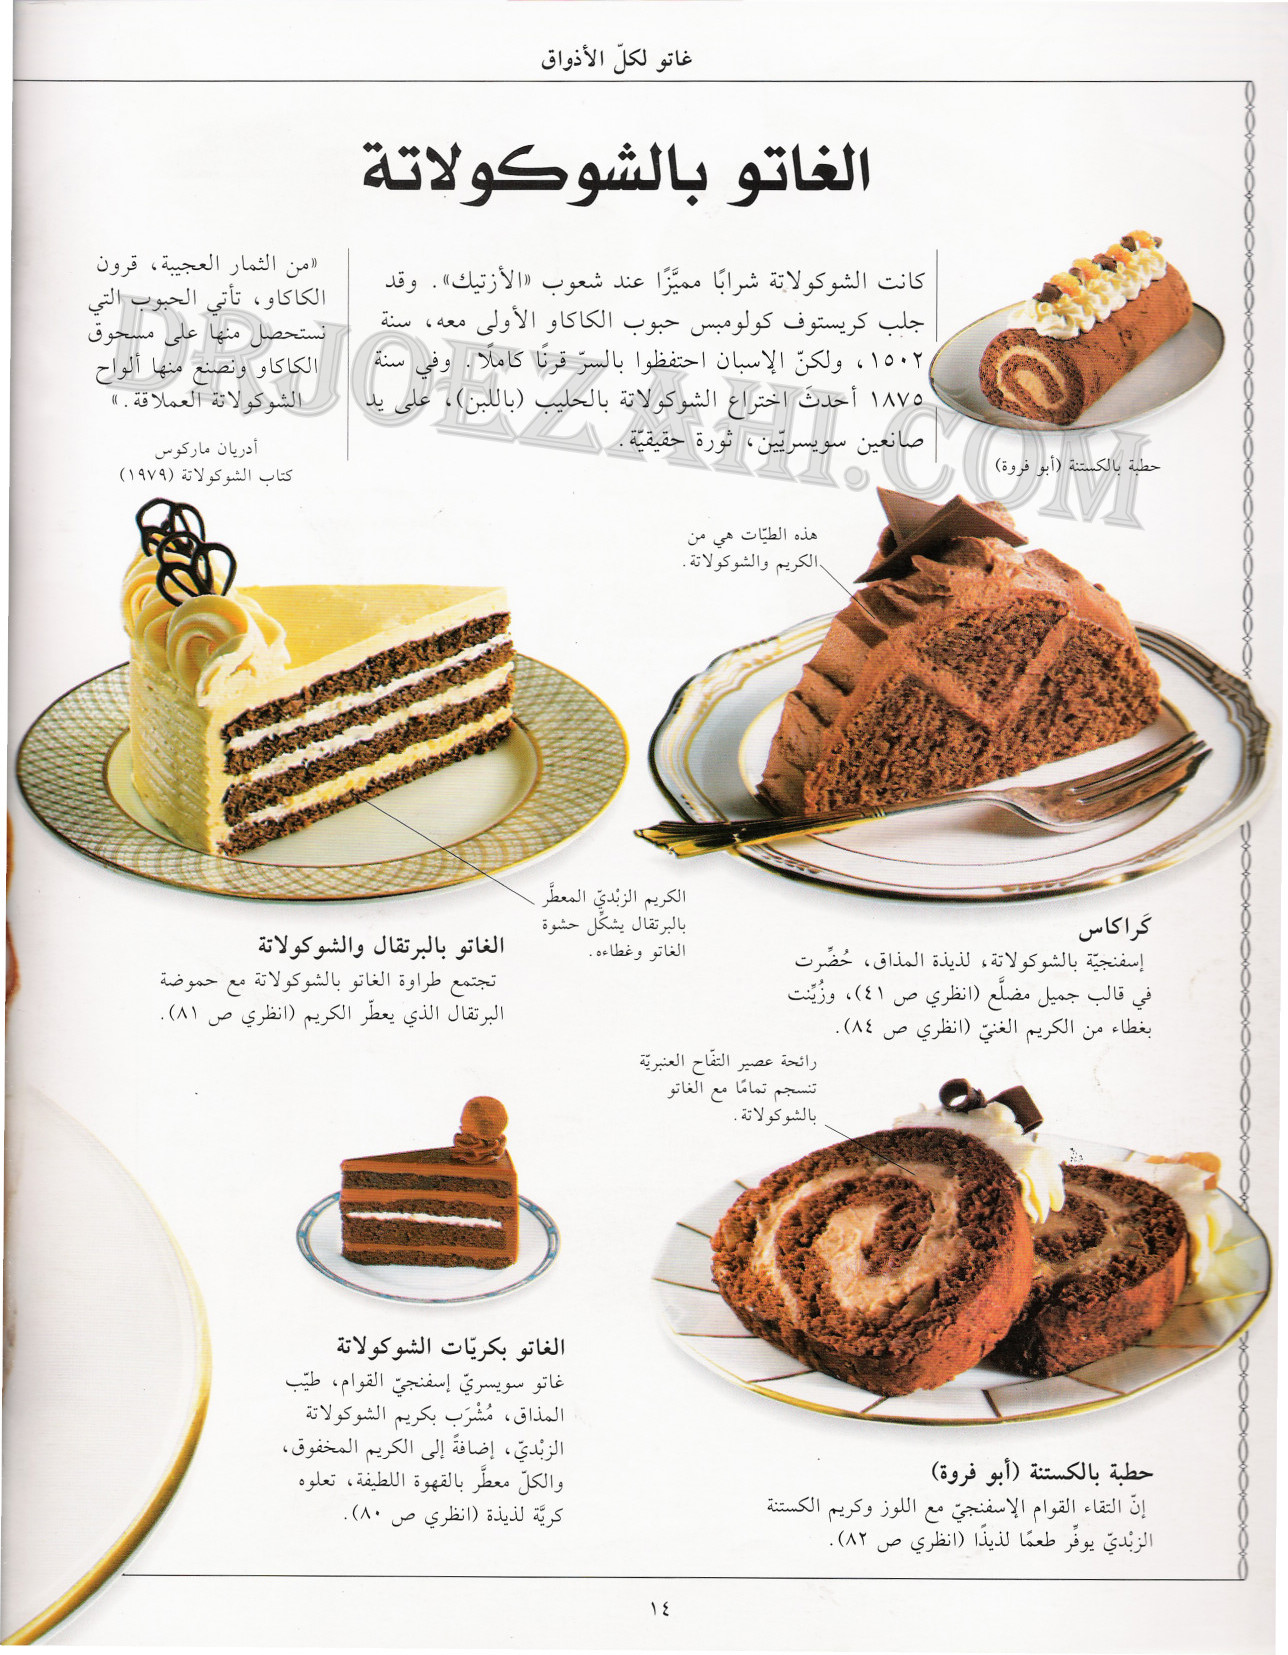 غاتو لكلّ الأذواق
الغاتو بالشوكولاتة
كانت الشوكولاتة شرابًا مميَّزًا عند شعوب «الأزتيك». وقد
جلب كريستوف كولومبس حبوب الكاكاو الأولى معه، سنة
١٥٠٢، ولكنّ الإسبان احتفظوا بالسرّ قرنًا كاملًا. وفي سنة
١٨٧٥ أحدثَ اختراع الشوكولاتة بالحليب (باللبن)، على يد
صانعين سويسريّين، ثورة حقيقيّة.
«من الثمار العجيبة، قرون
الكاكاو، تأتي الحبوب التي
نستحصل منها على مسحوق
الكاكاو ونصنع منها ألواح
الشوكولاتة العملاقة.»
أدريان ماركوس
كتاب الشوكولاتة (١٩٧٩)
DRJOEZAHI.COM
حطبة بالكستنة (أبو فروة)
هذه الطيّات هي من
الكريم والشوكولاتة.
كَراكاس
إسفنجيّة بالشوكولاتة، لذيذة المذاق، حُضِّرت
في قالب جميل مضلَّع (انظري ص ٤١)، وزُيِّنت
بغطاء من الكريم الغنيّ (انظري ص ٨٤).
الكريم الزبْديّ المعطَّر
بالبرتقال يشكِّل حشوة
الغاتو وغطاءه.
الغاتو بالبرتقال والشوكولاتة
تجتمع طراوة الغاتو بالشوكولاتة مع حموضة
البرتقال الذي يعطّر الكريم (انظري ص ٨١).
رائحة عصير التفّاح العنبريّة
تنسجم تمامًا مع الغاتو
بالشوكولاتة.
حطبة بالكستنة (أبو فروة)
إنّ التقاء القوام الإسفنجيّ مع اللوز وكريم الكستنة
الزبْديّ يوفِّر طعمًا لذيذًا (انظري ص ٨٢).
الغاتو بكريّات الشوكولاتة
غاتو سويسريّ إسفنجيّ القوام، طيّب
المذاق، مُشْرَب بكريم الشوكولاتة
الزبْديّ، إضافةً إلى الكريم المخفوق،
والكلّ معطَّر بالقهوة اللطيفة، تعلوه
كريَّة لذيذة (انظري ص ٨٠).
١٤